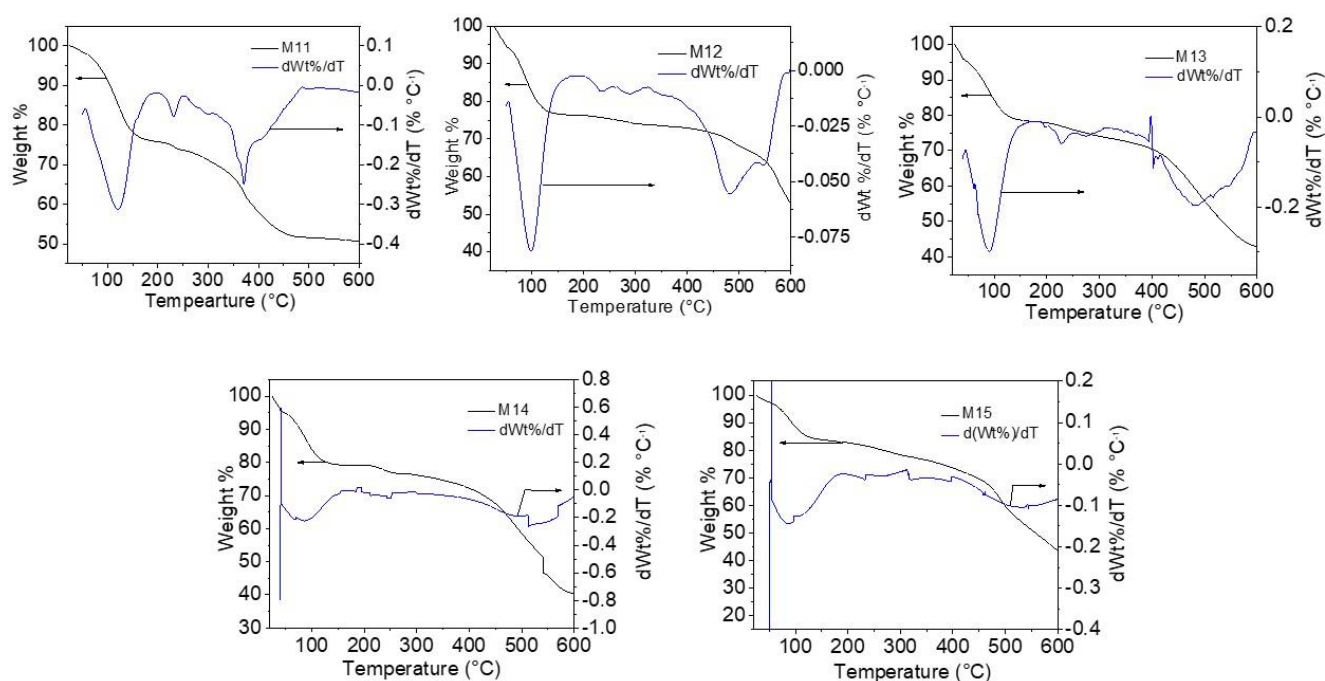 M11
dWt%/dT
Weight %
100
90
80
70
60
50
0.1
0.0
-0.1
-0.2
-0.3
-0.4
dWt%/dT (% °C⁻¹)
100 200 300 400 500 600
Tempearture (°C)
M12
dWt%/dT
Weight %
100
90
80
70
60
50
40
0.000
-0.025
-0.050
-0.075
dWt %/dT (% °C⁻¹)
100 200 300 400 500 600
Temperature (°C)
M13
dWt%/dT
Weight %
100
90
80
70
60
50
40
0.2
0.0
-0.2
dWt%/dT (% °C⁻¹)
100 200 300 400 500 600
Temperature (°C)
M14
dWt%/dT
Weight %
100
90
80
70
60
50
40
30
0.8
0.6
0.4
0.2
0.0
-0.2
-0.4
-0.6
-0.8
-1.0
dWt%/dT (% °C⁻¹)
0 100 200 300 400 500 600
Temperature (°C)
M15
d(Wt%)/dT
Weight %
100
90
80
70
60
50
40
30
20
0.2
0.1
0.0
-0.1
-0.2
-0.3
-0.4
dWt%/dT (% °C⁻¹)
100 200 300 400 500 600
Temperature (°C)